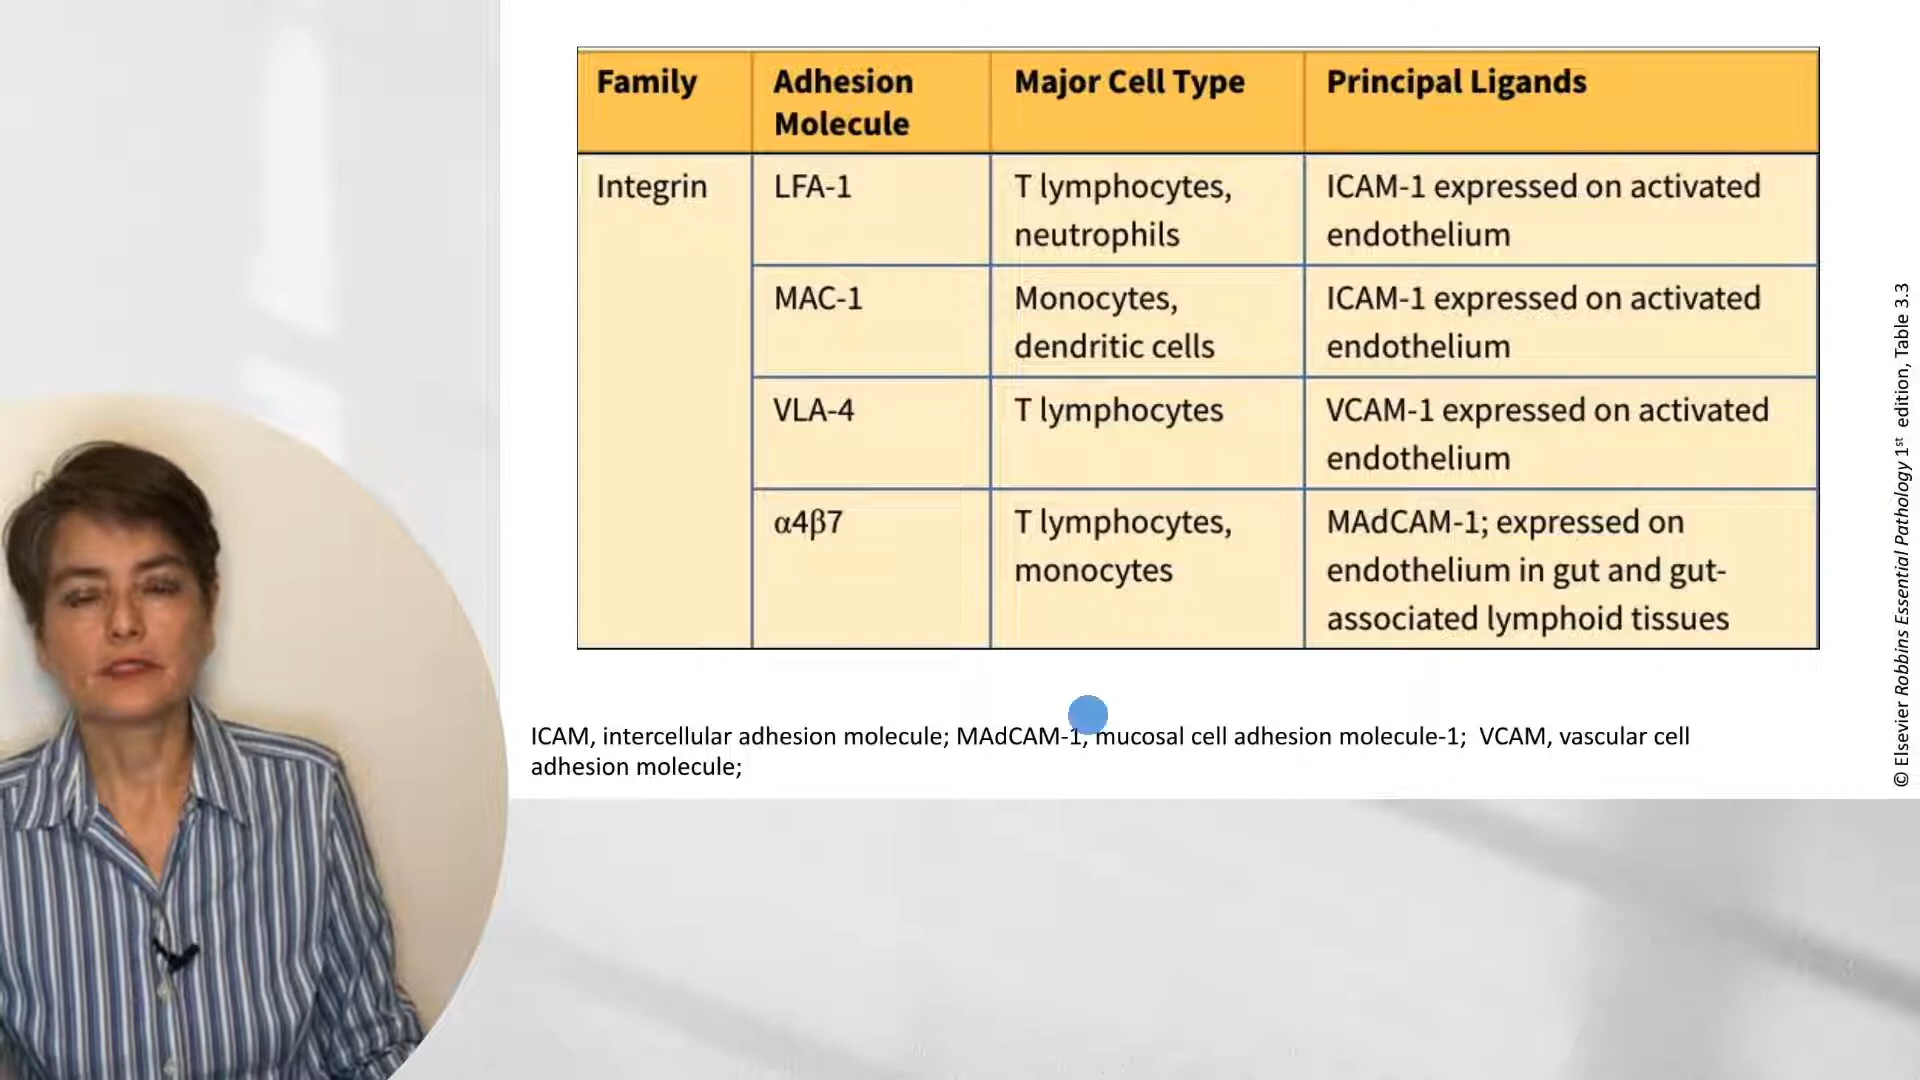 Family
Adhesion
Molecule
Major Cell Type
Principal Ligands
Integrin
LFA-1
T lymphocytes,
neutrophils
ICAM-1 expressed on activated
endothelium
MAC-1
Monocytes,
dendritic cells
ICAM-1 expressed on activated
endothelium
VLA-4
T lymphocytes
VCAM-1 expressed on activated
endothelium
α4β7
T lymphocytes,
monocytes
MAdCAM-1; expressed on
endothelium in gut and gut-
associated lymphoid tissues
ICAM, intercellular adhesion molecule; MAdCAM-1, mucosal cell adhesion molecule-1; VCAM, vascular cell
adhesion molecule;
© Elsevier Robbins Essential Pathology 1st edition, Table 3.3